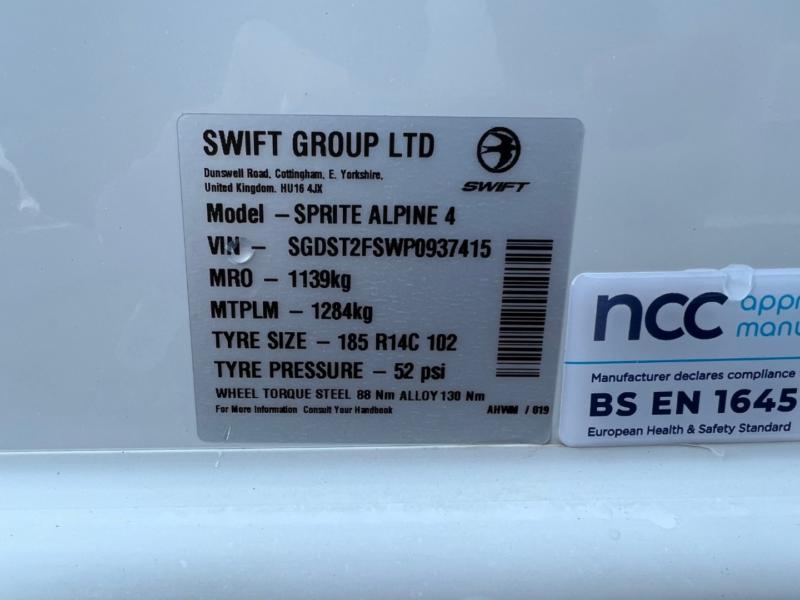 SWIFT GROUP LTD
Dunswell Road, Cottingham, E. Yorkshire,
United Kingdom. HU16 4JX
SWIFT
Model - SPRITE ALPINE 4
VIN - SGDST2FSWP0937415
MRO - 1139kg
MTPLM - 1284kg
TYRE SIZE - 185 R14C 102
TYRE PRESSURE - 52 psi
WHEEL TORQUE STEEL 88 Nm ALLOY 130 Nm
For More Information Consult Your Handbook
/ 019
ncc
Manufacturer declares compliance
BS EN 1645
European Health & Safety Standard